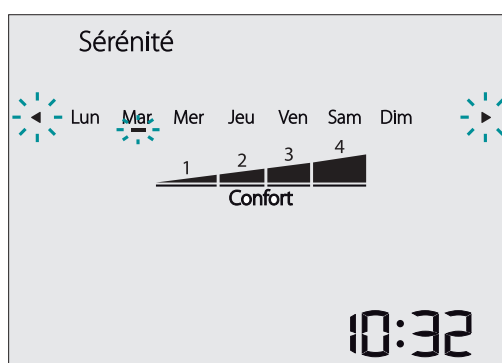 Sérénité
Lun Mar Mer Jeu Ven Sam Dim
1 2 3 4
Confort
10:32